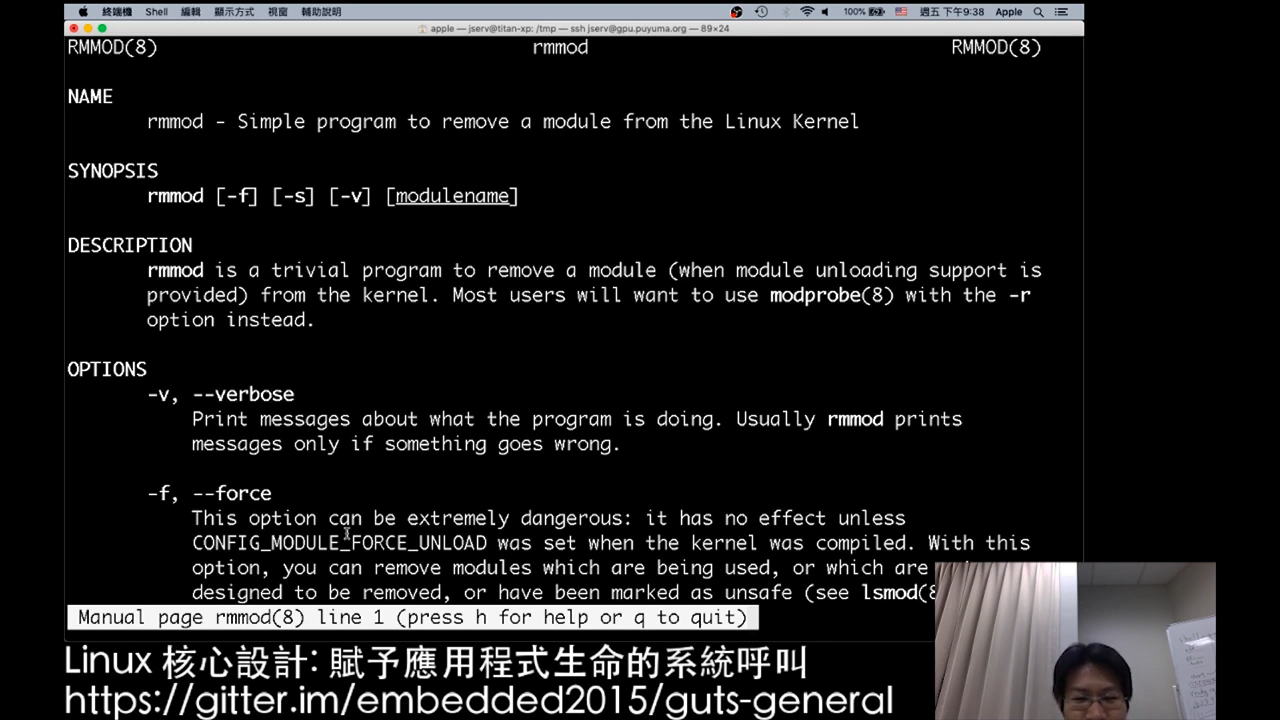 終端機 Shell 編輯 顯示方式 視窗 輔助說明 100% 週五 下午9:38 Apple
apple — jserv@titan-xp: /tmp — ssh jserv@gpu.puyuma.org — 89×24
RMMOD(8) rmmod RMMOD(8)
NAME
rmmod - Simple program to remove a module from the Linux Kernel
SYNOPSIS
rmmod [-f] [-s] [-v] [modulename]
DESCRIPTION
rmmod is a trivial program to remove a module (when module unloading support is
provided) from the kernel. Most users will want to use modprobe(8) with the -r
option instead.
OPTIONS
-v, --verbose
Print messages about what the program is doing. Usually rmmod prints
messages only if something goes wrong.
-f, --force
This option can be extremely dangerous: it has no effect unless
CONFIG_MODULE_FORCE_UNLOAD was set when the kernel was compiled. With this
option, you can remove modules which are being used, or which are
designed to be removed, or have been marked as unsafe (see lsmod(8
Manual page rmmod(8) line 1 (press h for help or q to quit)
Linux 核心設計: 賦予應用程式生命的系統呼叫
https://gitter.im/embedded2015/guts-general